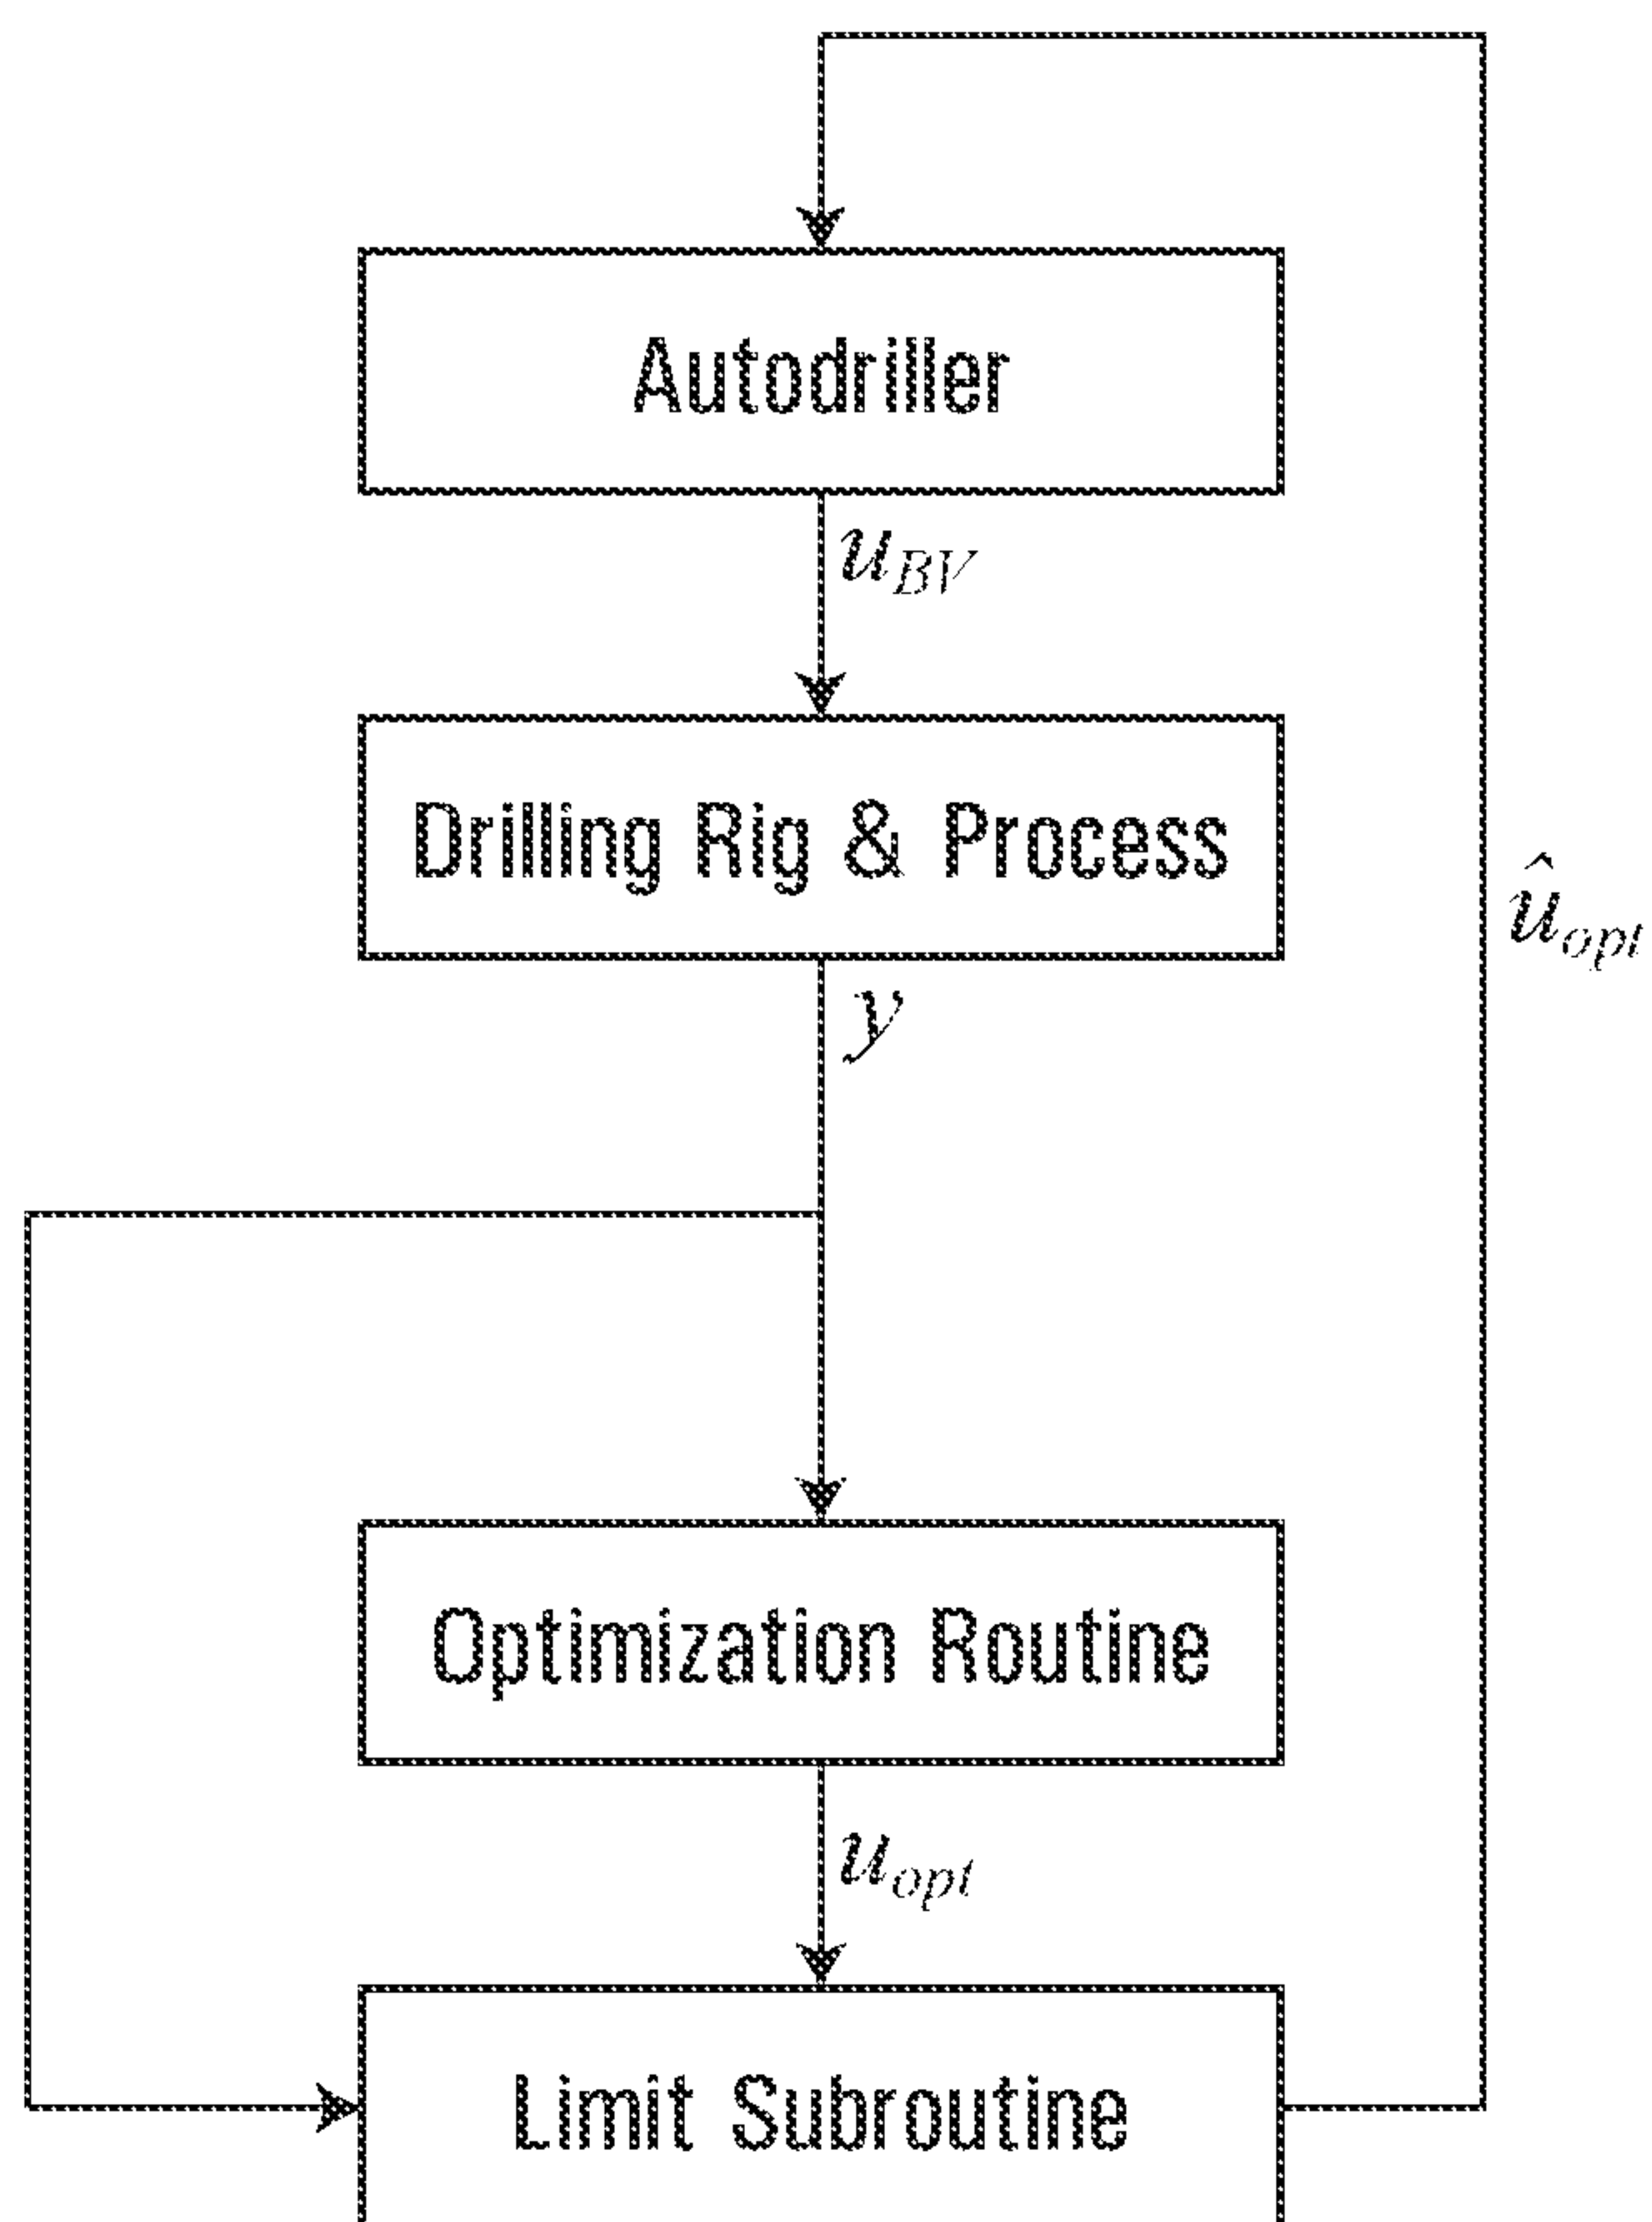 Autodriller
u_BV
Drilling Rig & Process
û_opt
y
Optimization Routine
u_opt
Limit Subroutine